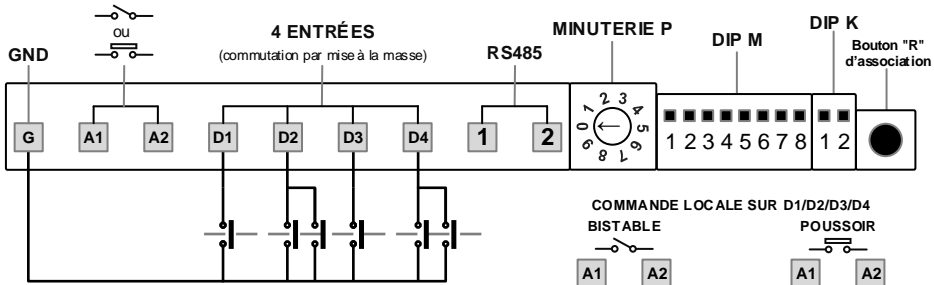 ou
GND
4 ENTRÉES
(commutation par mise à la masse)
RS485
MINUTERIE P
DIP M
DIP K
Bouton "R"
d'association
G
A1
A2
D1
D2
D3
D4
1
2
0 1 2 3 4 5 6 7 8 9
1 2 3 4 5 6 7 8
1 2
COMMANDE LOCALE SUR D1/D2/D3/D4
BISTABLE
POUSSOIR
A1
A2
A1
A2